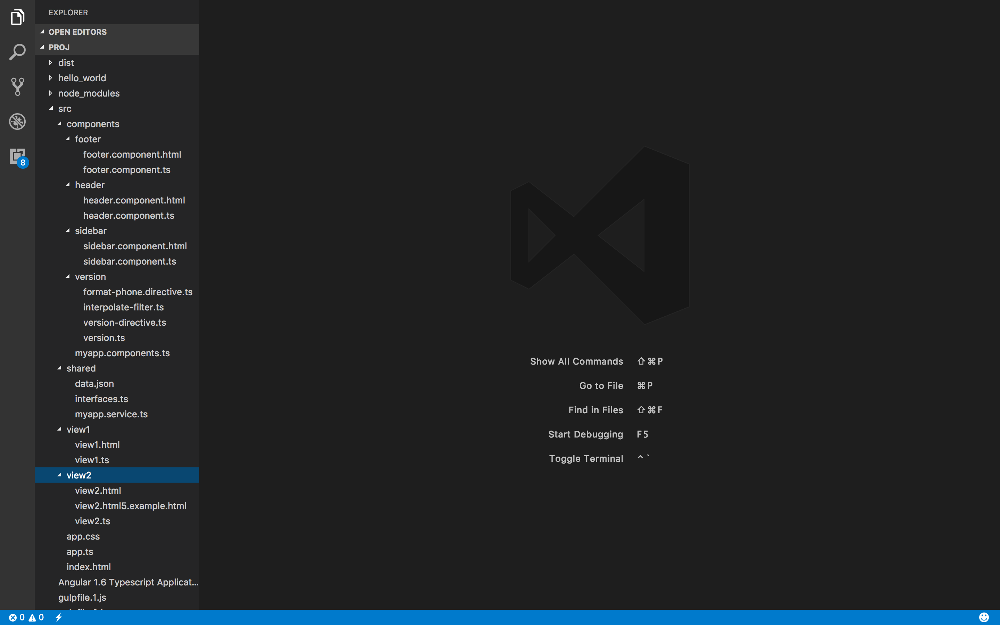 EXPLORER
OPEN EDITORS
PROJ
dist
hello_world
node_modules
src
components
footer
footer.component.html
footer.component.ts
header
header.component.html
header.component.ts
sidebar
sidebar.component.html
sidebar.component.ts
version
format-phone.directive.ts
interpolate-filter.ts
version-directive.ts
version.ts
myapp.components.ts
shared
data.json
interfaces.ts
myapp.service.ts
view1
view1.html
view1.ts
view2
view2.html
view2.html5.example.html
view2.ts
app.css
app.ts
index.html
Angular 1.6 Typescript Applicat...
gulpfile.1.js
8
Show All Commands ⇧⌘P
Go to File ⌘P
Find in Files ⇧⌘F
Start Debugging F5
Toggle Terminal ^`
0 0